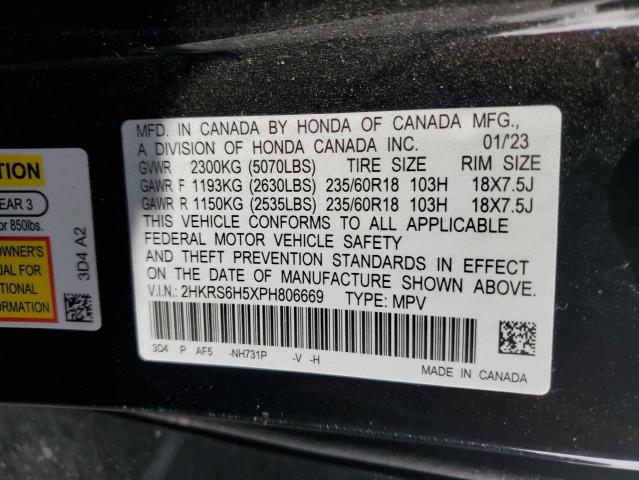 MFD. IN CANADA BY HONDA OF CANADA MFG.,
A DIVISION OF HONDA CANADA INC. 01/'23
GVWR 2300KG (5070LBS) TIRE SIZE RIM SIZE
GAWR F 1193KG (2630LBS) 235/60R18 103H 18X7.5J
GAWR R 1150KG (2535LBS) 235/60R18 103H 18X7.5J
THIS VEHICLE CONFORMS TO ALL APPLICABLE
FEDERAL MOTOR VEHICLE SAFETY
AND THEFT PREVENTION STANDARDS IN EFFECT
ON THE DATE OF MANUFACTURE SHOWN ABOVE.
V.I.N.: 2HKRS6H5XPH806669 TYPE: MPV
3D4 P AF5 -NH731P -V -H
MADE IN CANADA
TION
EAR 3
r 850lbs.
OWNER'S
UAL FOR
TIONAL
MATION
3D4 A2